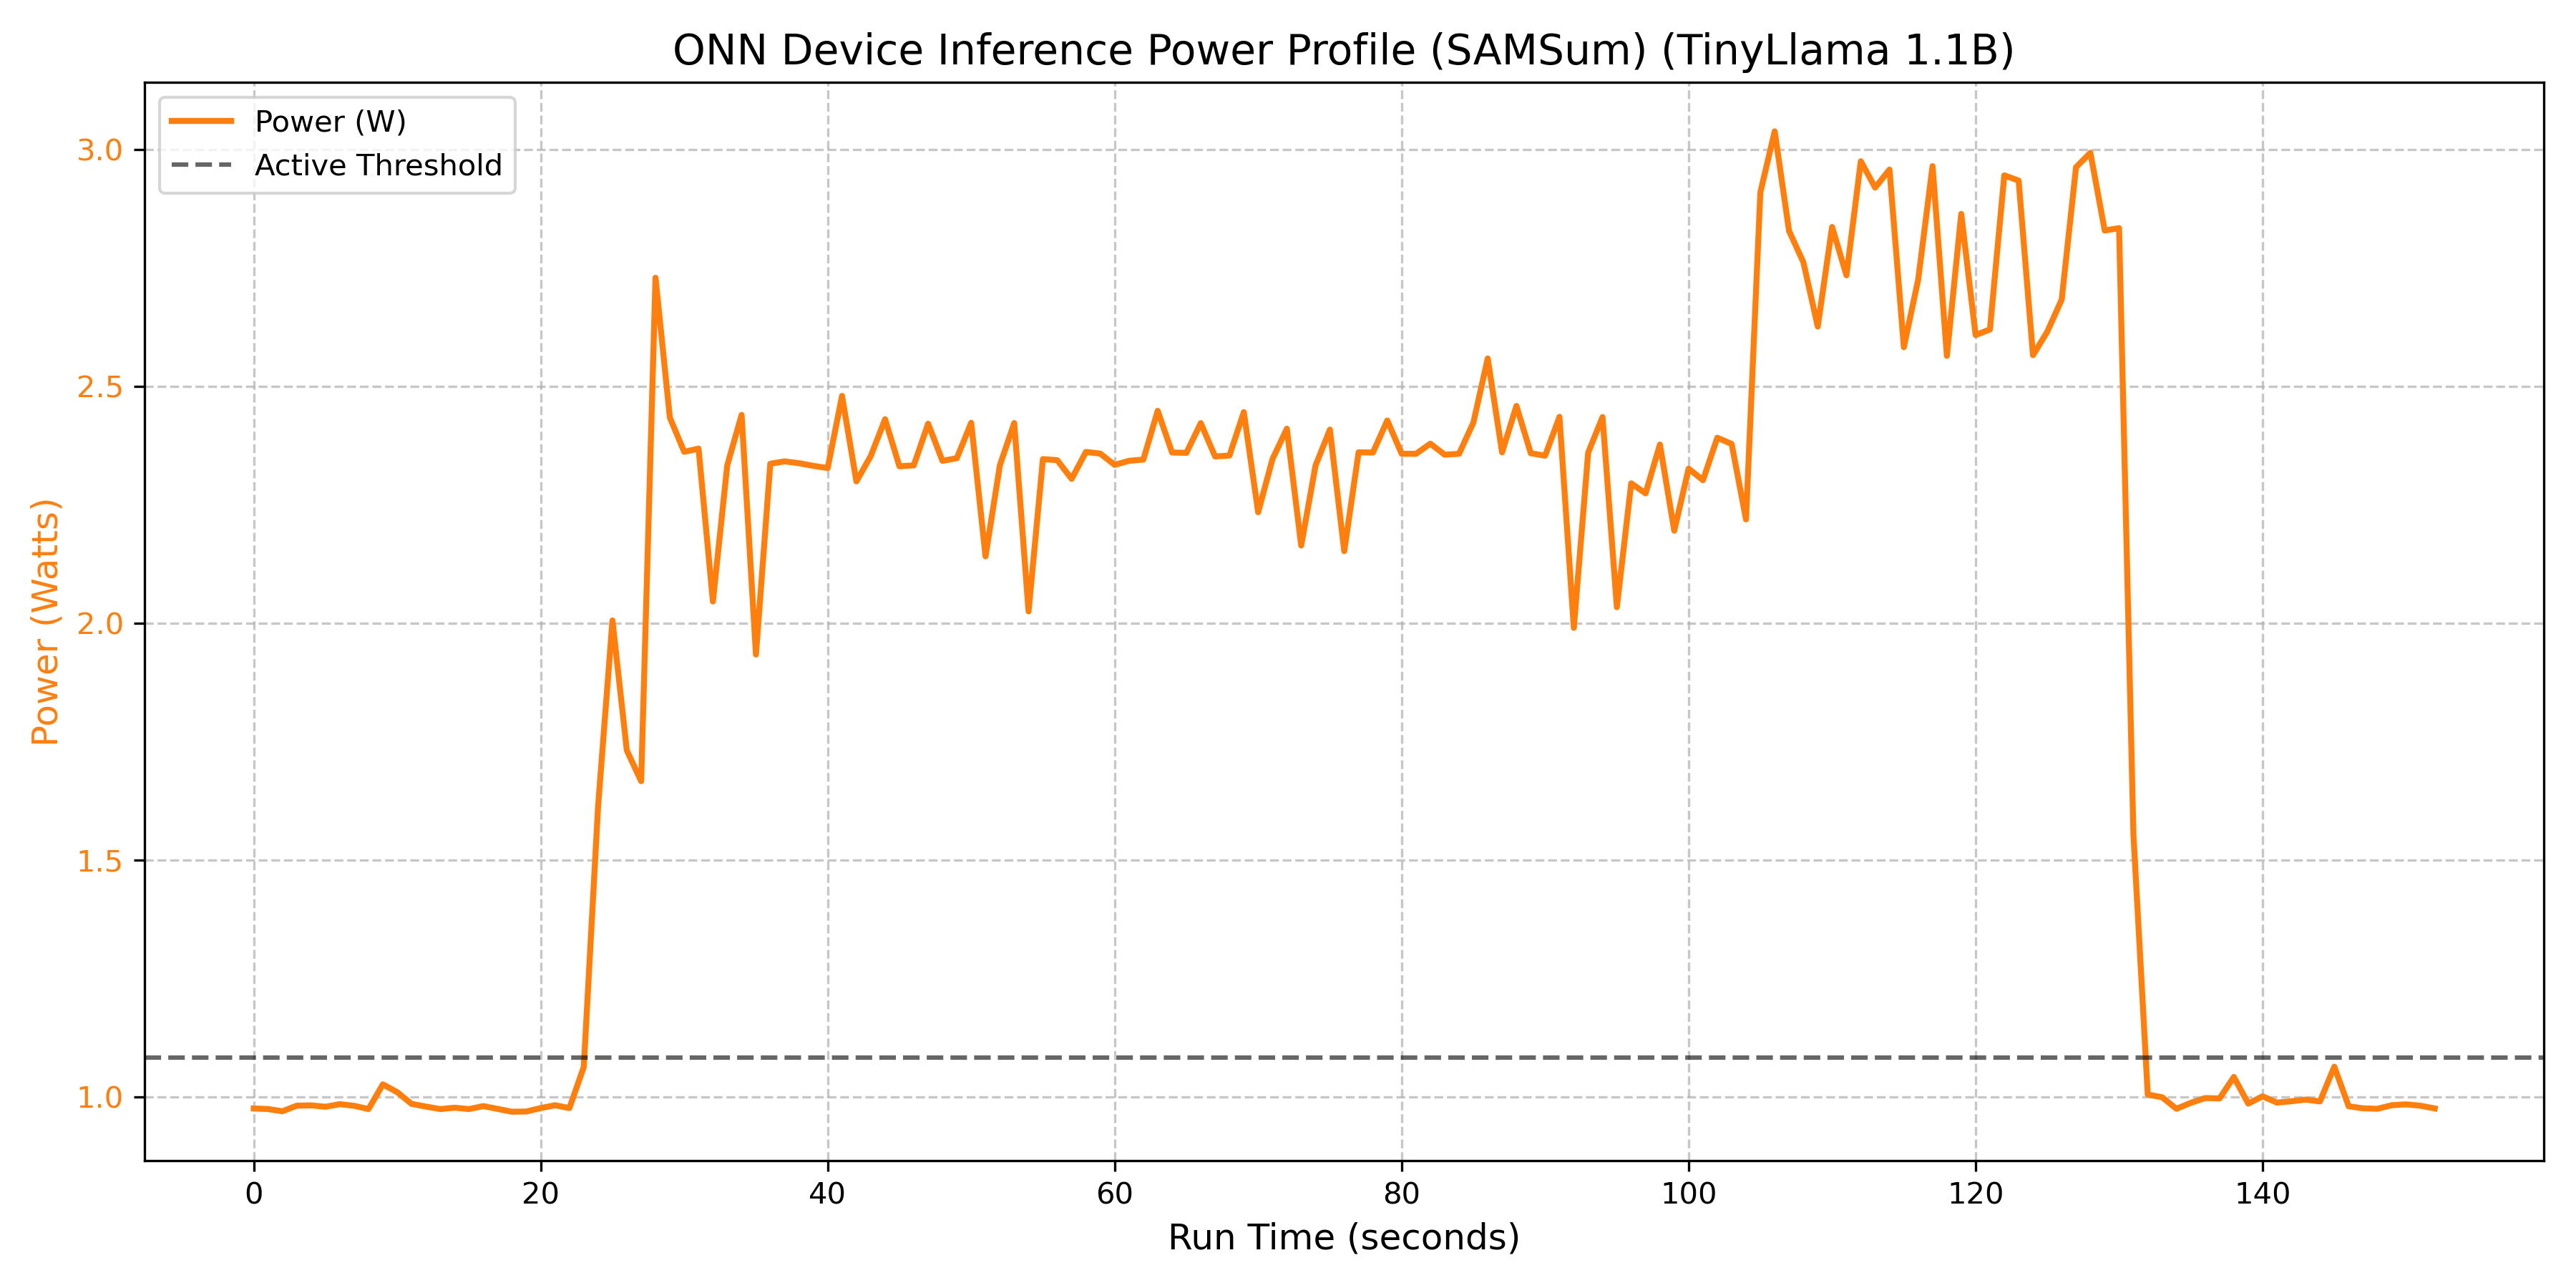 ONN Device Inference Power Profile (SAMSum) (TinyLlama 1.1B)
Power (W)
Active Threshold
Power (Watts)
3.0
2.5
2.0
1.5
1.0
0 20 40 60 80 100 120 140
Run Time (seconds)